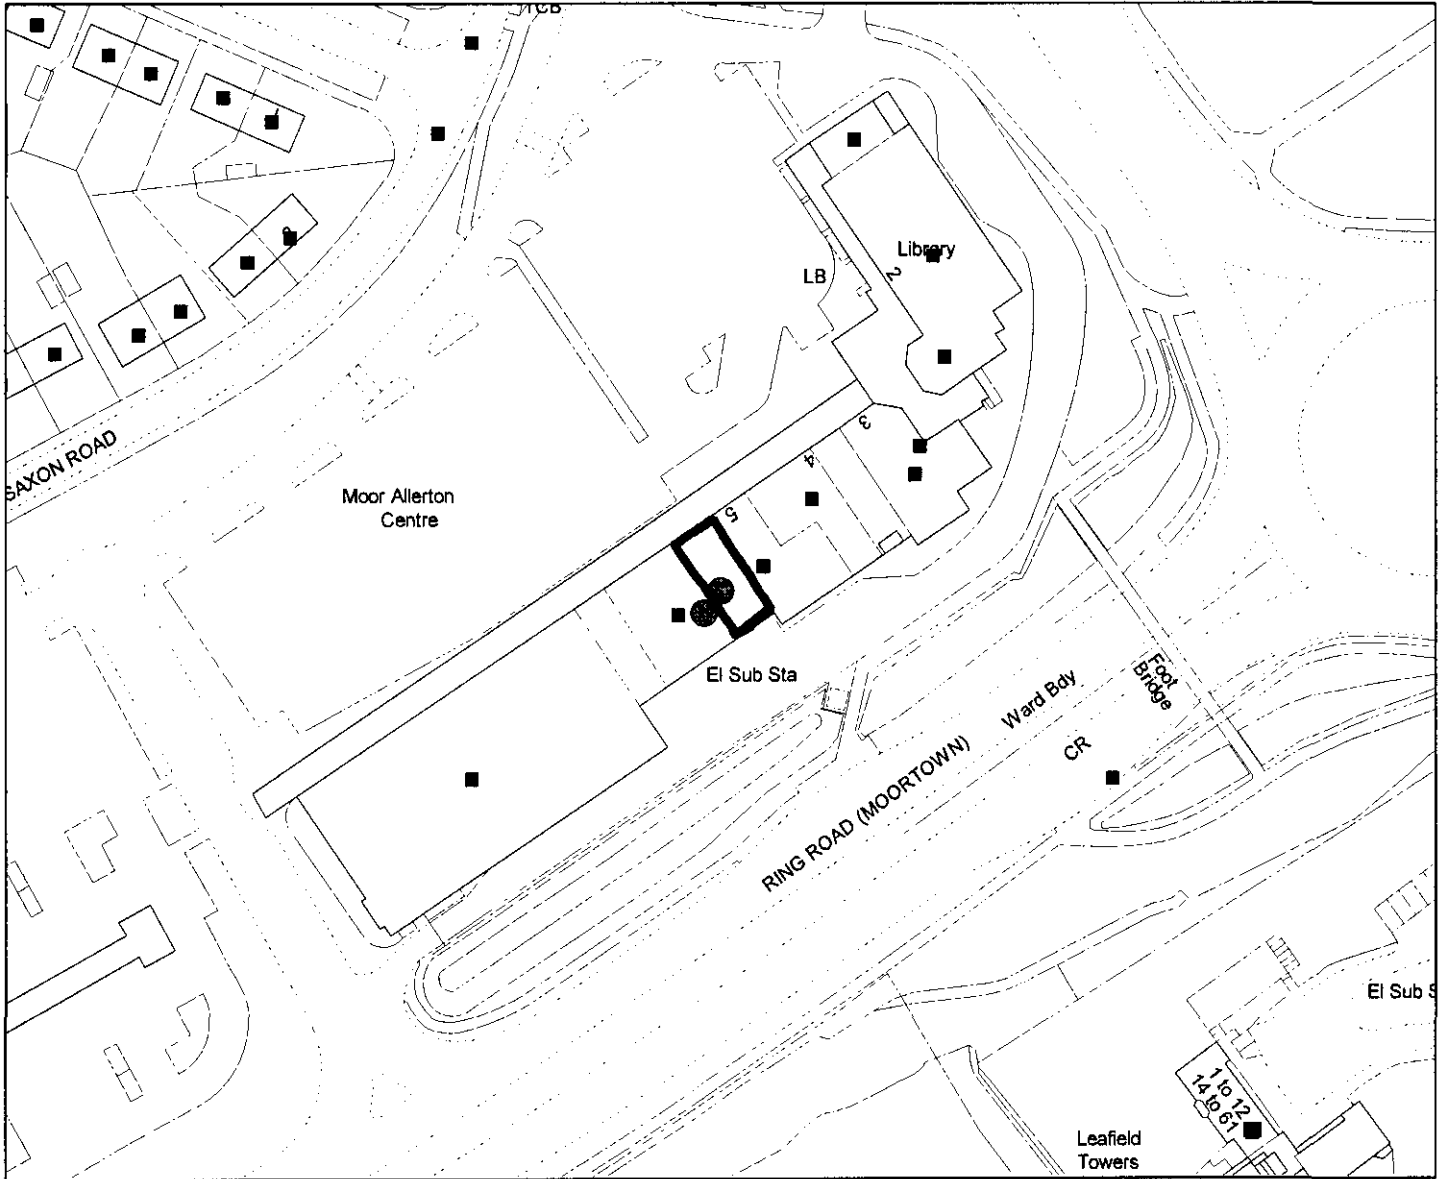 TCB
Library
2
LB
3
4
5
SAXON ROAD
Moor Allerton
Centre
El Sub Sta
Foot
Bridge
Ward Bdy
CR
RING ROAD (MOORTOWN)
El Sub S
1 to 12
14 to 61
Leafield
Towers